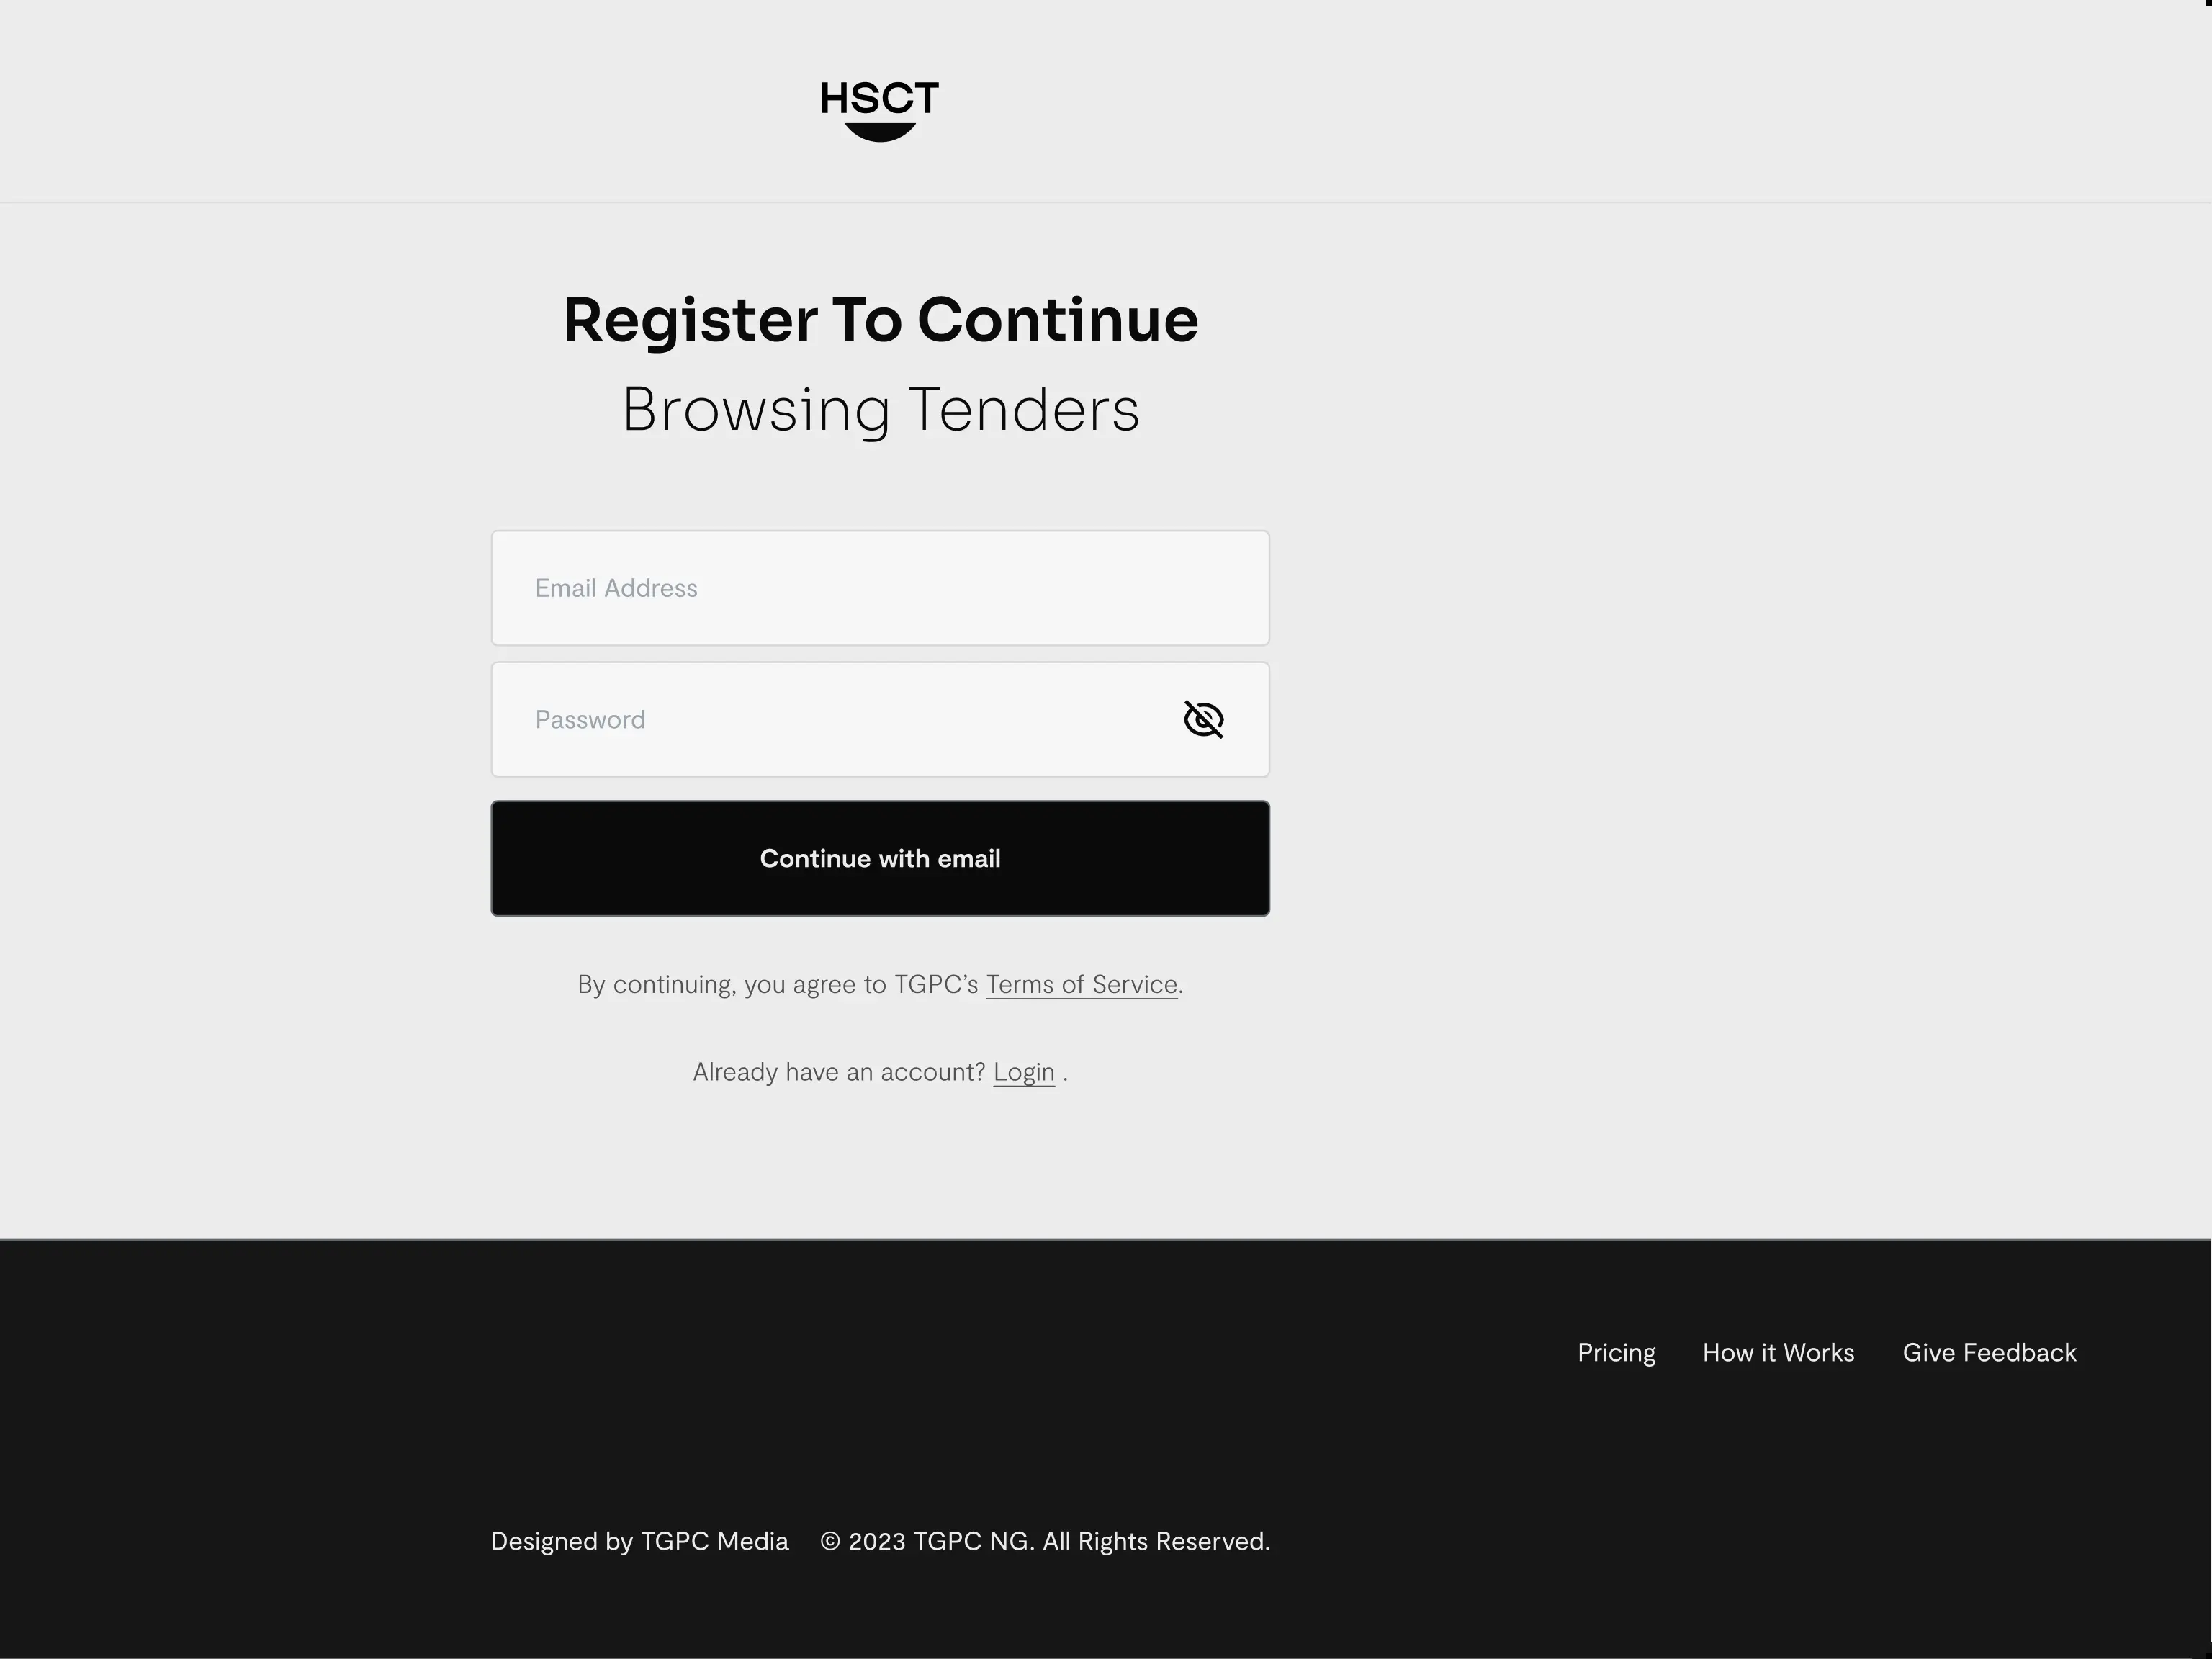 HSCT
Register To Continue
Browsing Tenders
Email Address
Password
Continue with email
By continuing, you agree to TGPC’s Terms of Service.
Already have an account? Login .
Pricing How it Works Give Feedback
Designed by TGPC Media © 2023 TGPC NG. All Rights Reserved.